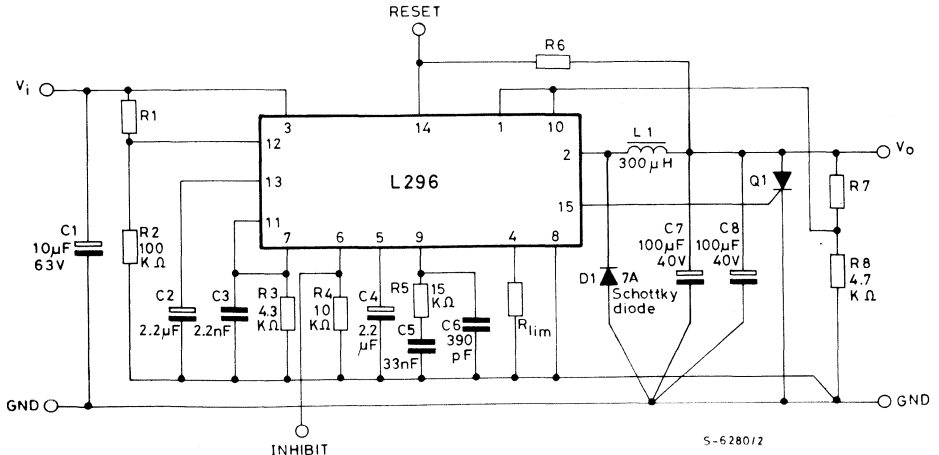 RESET
R6
Vi
R1
3
14
1
10
12
L296
2
L1
300µH
Vo
13
15
Q1
R7
11
7
6
5
9
4
8
C1
10µF
63V
R2
100
KΩ
C2
2.2µF
C3
2.2nF
R3
4.3
KΩ
R4
10
KΩ
C4
2.2
µF
R5
15
KΩ
C5
33nF
C6
390
pF
Rlim
D1
7A
Schottky
diode
C7
100µF
40V
C8
100µF
40V
R8
4.7
KΩ
GND
GND
INHIBIT
S-6280/2